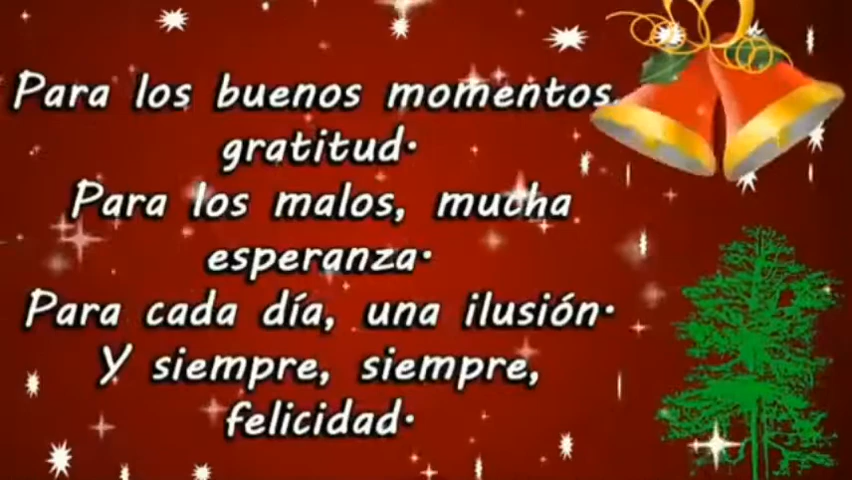 Para los buenos momentos
gratitud.
Para los malos, mucha
esperanza.
Para cada día, una ilusión.
Y siempre, siempre,
felicidad.